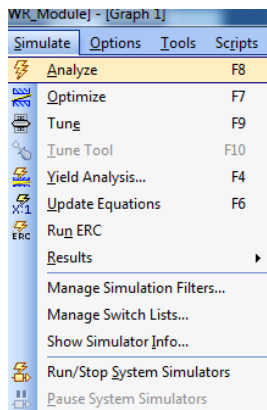 WR_Module] - [Graph 1]
Simulate Options Tools Scripts
Analyze F8
Optimize F7
Tune F9
Tune Tool F10
Yield Analysis... F4
X:1 Update Equations F6
ERC Run ERC
Results
Manage Simulation Filters...
Manage Switch Lists...
Show Simulator Info...
Run/Stop System Simulators
Pause System Simulators